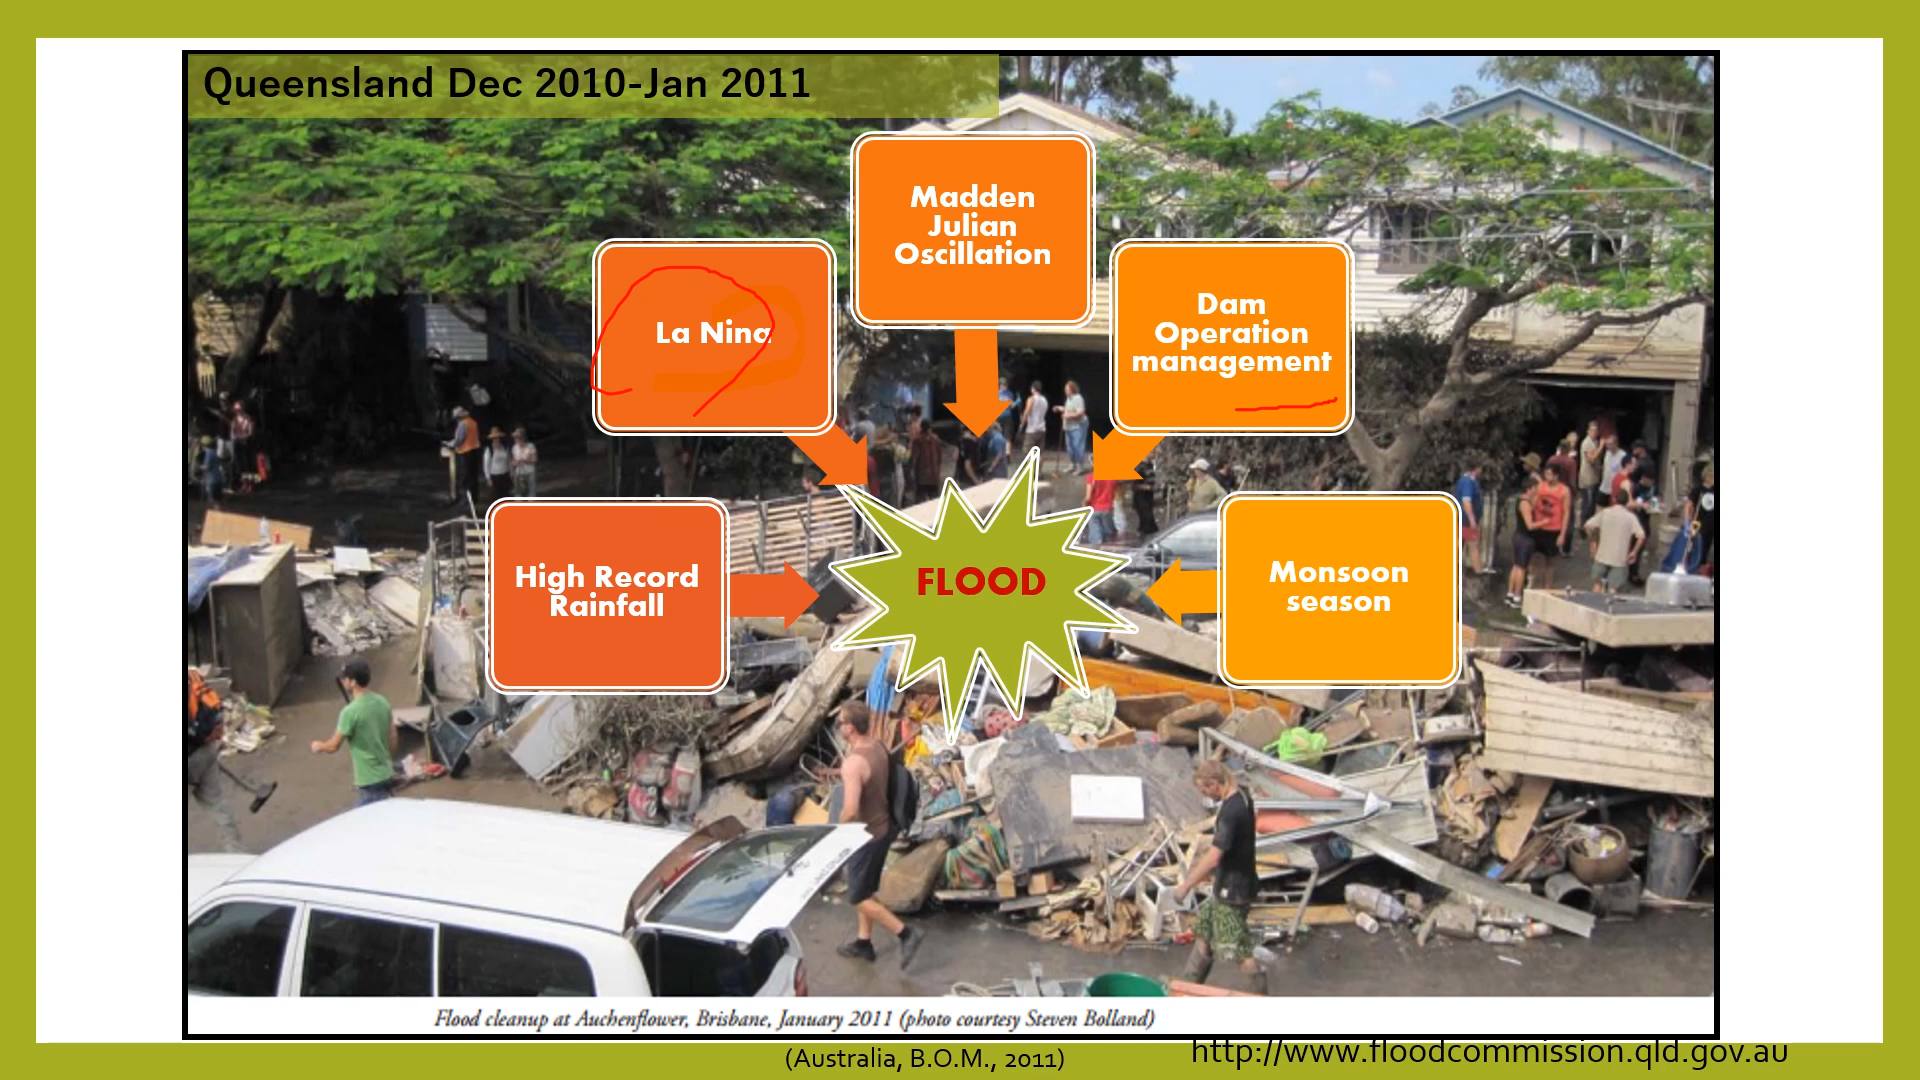 Queensland Dec 2010-Jan 2011
Madden
Julian
Oscillation
La Nina
Dam
Operation
management
High Record
Rainfall
FLOOD
Monsoon
season
Flood cleanup at Auchenflower, Brisbane, January 2011 (photo courtesy Steven Bolland)
(Australia, B.O.M., 2011)
http://www.floodcommission.qld.gov.au